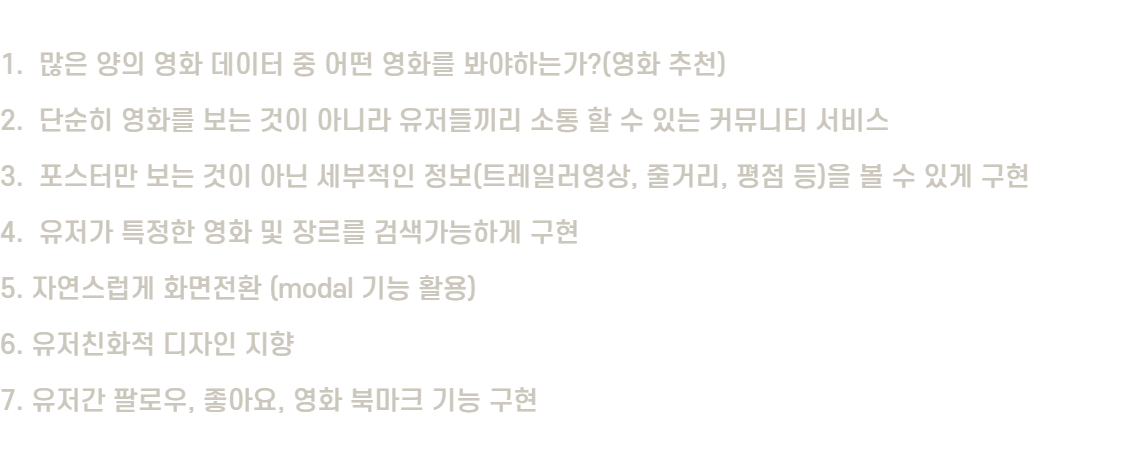 1. 많은 양의 영화 데이터 중 어떤 영화를 봐야하는가?(영화 추천)
2. 단순히 영화를 보는 것이 아니라 유저들끼리 소통 할 수 있는 커뮤니티 서비스
3. 포스터만 보는 것이 아닌 세부적인 정보(트레일러영상, 줄거리, 평점 등)을 볼 수 있게 구현
4. 유저가 특정한 영화 및 장르를 검색가능하게 구현
5. 자연스럽게 화면전환 (modal 기능 활용)
6. 유저친화적 디자인 지향
7. 유저간 팔로우, 좋아요, 영화 북마크 기능 구현